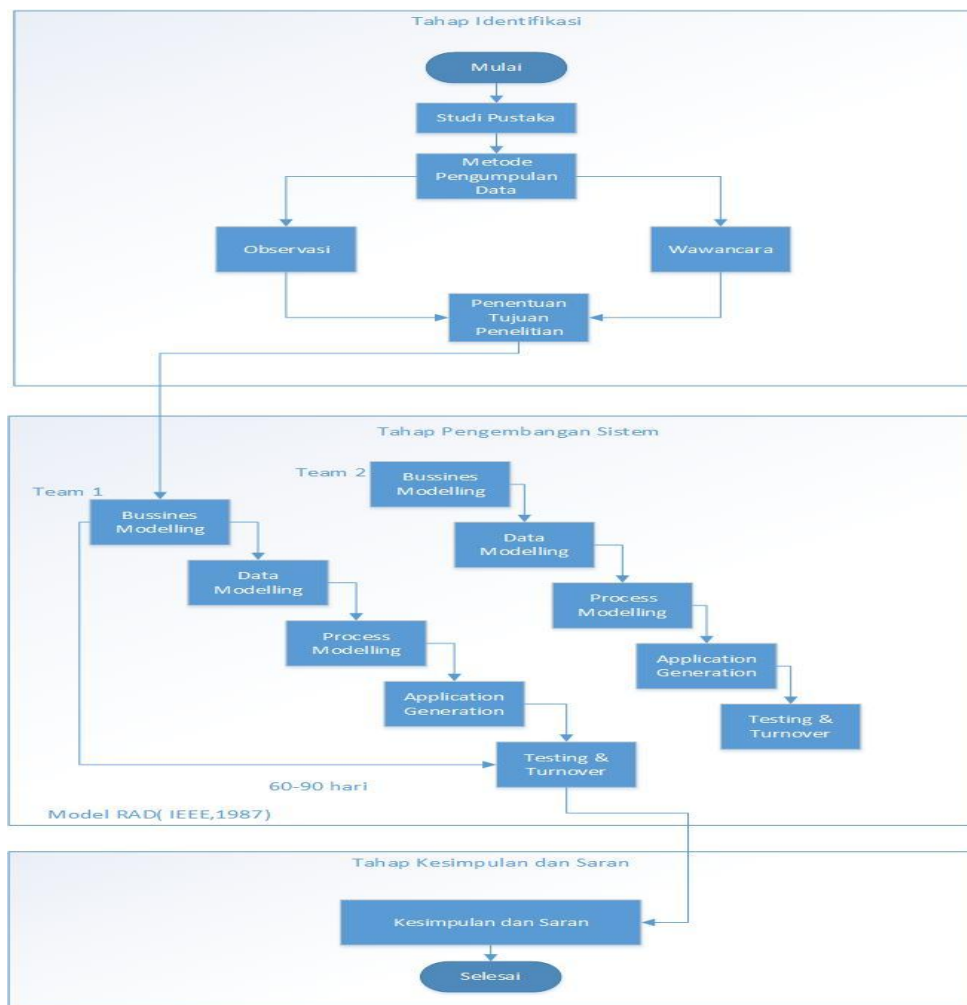 Tahap Identifikasi
Mulai
Studi Pustaka
Metode
Pengumpulan
Data
Observasi
Wawancara
Penentuan
Tujuan
Penelitian
Tahap Pengembangan Sistem
Team 1
Bussines
Modelling
Data
Modelling
Process
Modelling
Application
Generation
Testing &
Turnover
Team 2
Bussines
Modelling
Data
Modelling
Process
Modelling
Application
Generation
Testing &
Turnover
60-90 hari
Model RAD( IEEE,1987)
Tahap Kesimpulan dan Saran
Kesimpulan dan Saran
Selesai